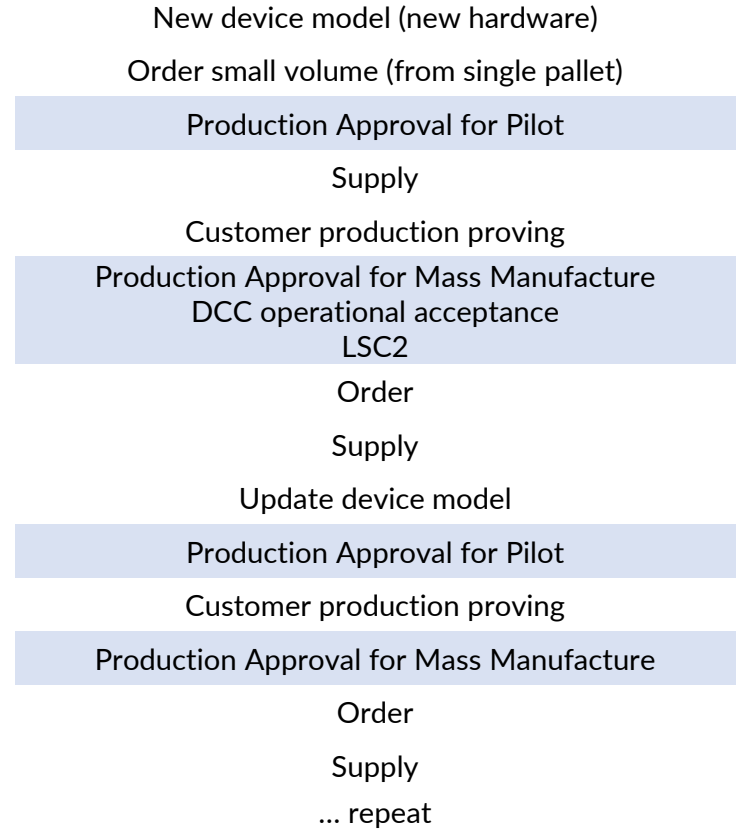 New device model (new hardware)
Order small volume (from single pallet)
Production Approval for Pilot
Supply
Customer production proving
Production Approval for Mass Manufacture
DCC operational acceptance
LSC2
Order
Supply
Update device model
Production Approval for Pilot
Customer production proving
Production Approval for Mass Manufacture
Order
Supply
... repeat